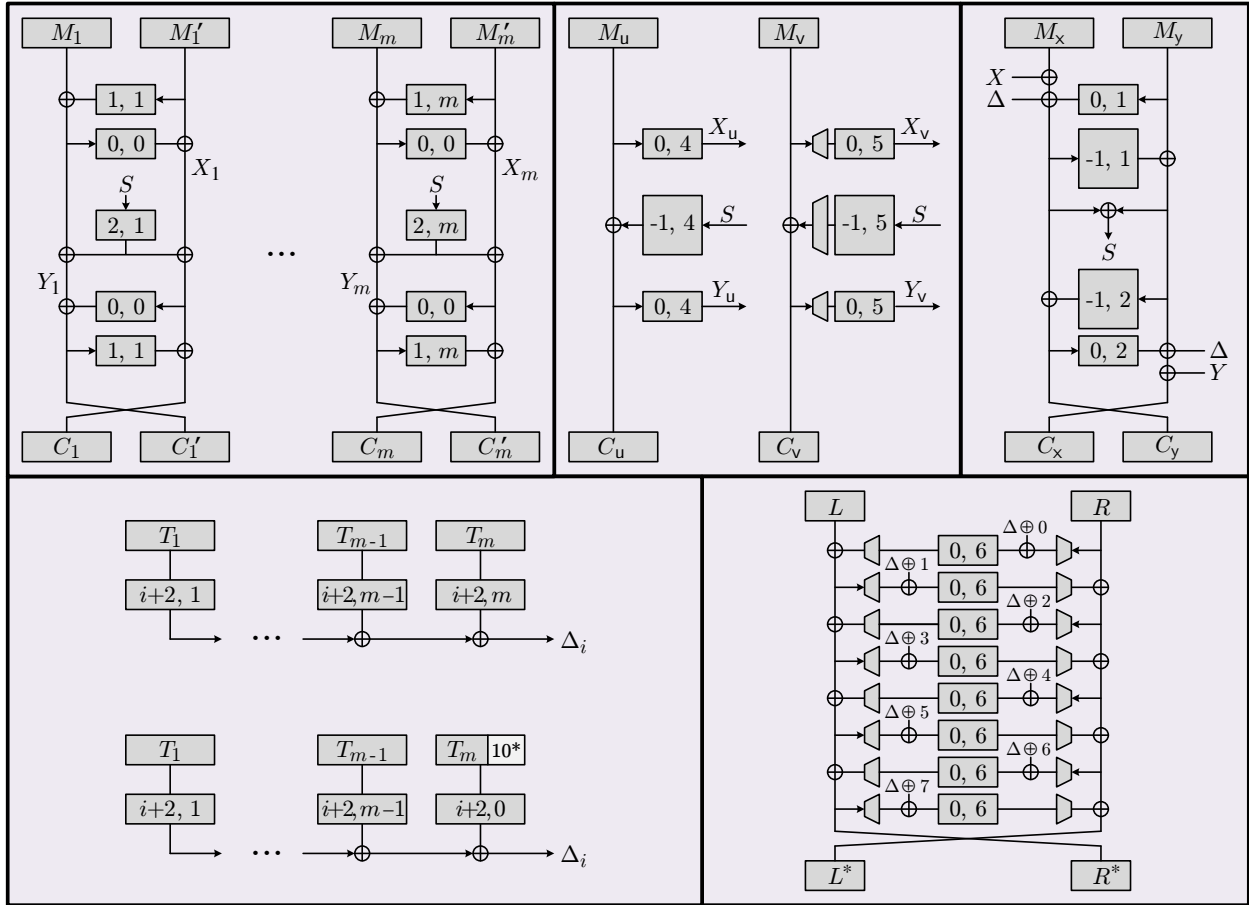 M1 M1′ Mm Mm′
1, 1 1, m
0, 0 0, 0
X1 Xm
S S
2, 1 2, m
...
Y1 Ym
0, 0 0, 0
1, 1 1, m
C1 C1′ Cm Cm′
Mu Mv
Xu Xv
0, 4 0, 5
S S
-1, 4 -1, 5
Yu Yv
0, 4 0, 5
Cu Cv
Mx My
X
Δ 0, 1
-1, 1
S
-1, 2
0, 2 Δ
Y
Cx Cy
T1 Tm-1 Tm
i+2, 1 i+2,m−1 i+2,m
... Δi
T1 Tm-1 Tm 10*
i+2, 1 i+2,m−1 i+2,0
... Δi
L R
Δ⊕0
0, 6
Δ⊕1
0, 6
Δ⊕2
0, 6
Δ⊕3
0, 6
Δ⊕4
0, 6
Δ⊕5
0, 6
Δ⊕6
0, 6
Δ⊕7
0, 6
L* R*